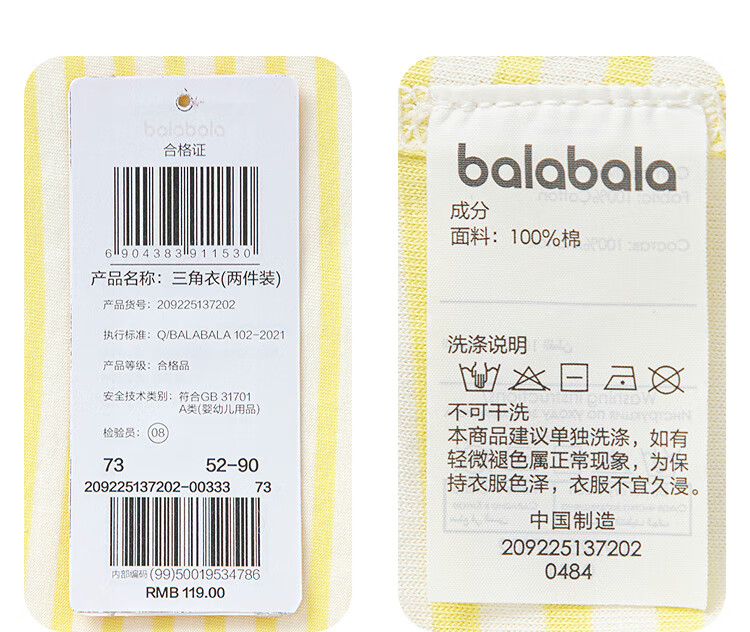 balabala
合格证
6904383911530
产品名称：三角衣(两件装)
产品货号：209225137202
执行标准：Q/BALABALA 102-2021
产品等级：合格品
安全技术类别：符合GB 31701
A类(婴幼儿用品)
检验员：08
73 52-90
209225137202-00333 73
内部编码 (99)50019534786
RMB 119.00
balabala
成分
面料：100%棉
洗涤说明
不可干洗
本商品建议单独洗涤，如有
轻微褪色属正常现象，为保
持衣服色泽，衣服不宜久浸。
中国制造
209225137202
0484